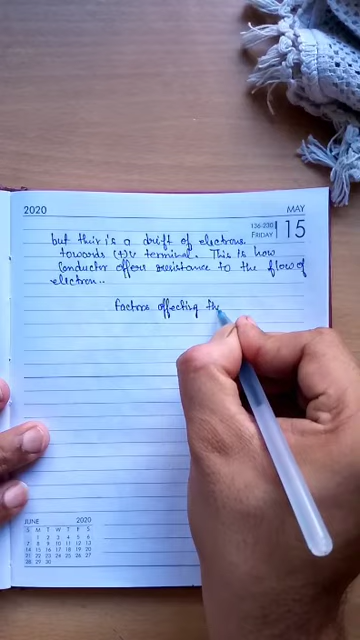 2020
MAY
136-230
FRIDAY
15
but this is a drift of electrons
towards (+)ve terminal. This is how
Conductor offers resistance to the flow of
electron..
Factors affecting the
JUNE 2020
S M T W T F S
1 2 3 4 5 6
7 8 9 10 11 12 13
14 15 16 17 18 19 20
21 22 23 24 25 26 27
28 29 30